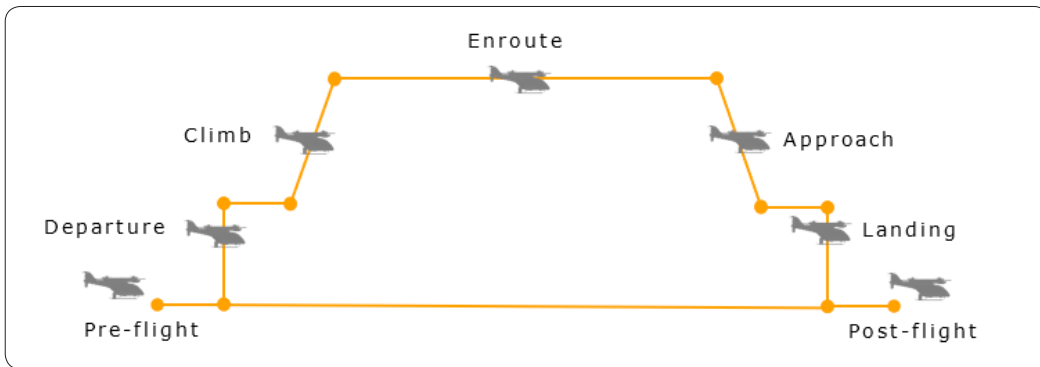 Enroute
Climb
Approach
Departure
Landing
Pre-flight
Post-flight